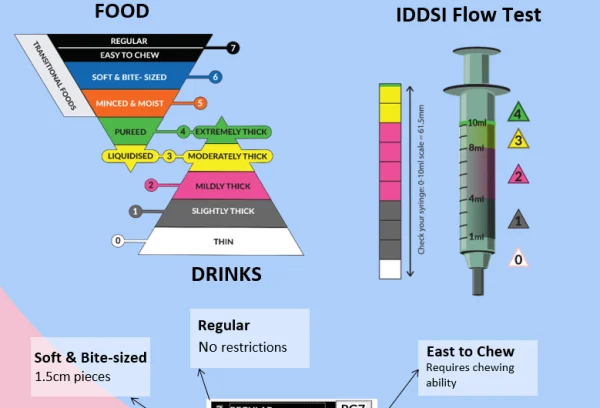 FOOD
IDDSI Flow Test
TRANSITIONAL FOODS
REGULAR
7
EASY TO CHEW
SOFT & BITE- SIZED
6
MINCED & MOIST
5
PUREED
4
EXTREMELY THICK
LIQUIDISED
3
MODERATELY THICK
2
MILDLY THICK
1
SLIGHTLY THICK
0
THIN
DRINKS
Check your syringe: 0-10ml scale = 61.5mm
10ml
8ml
4ml
1ml
4
3
2
1
0
Regular
No restrictions
Soft & Bite-sized
1.5cm pieces
East to Chew
Requires chewing
ability
REGULAR